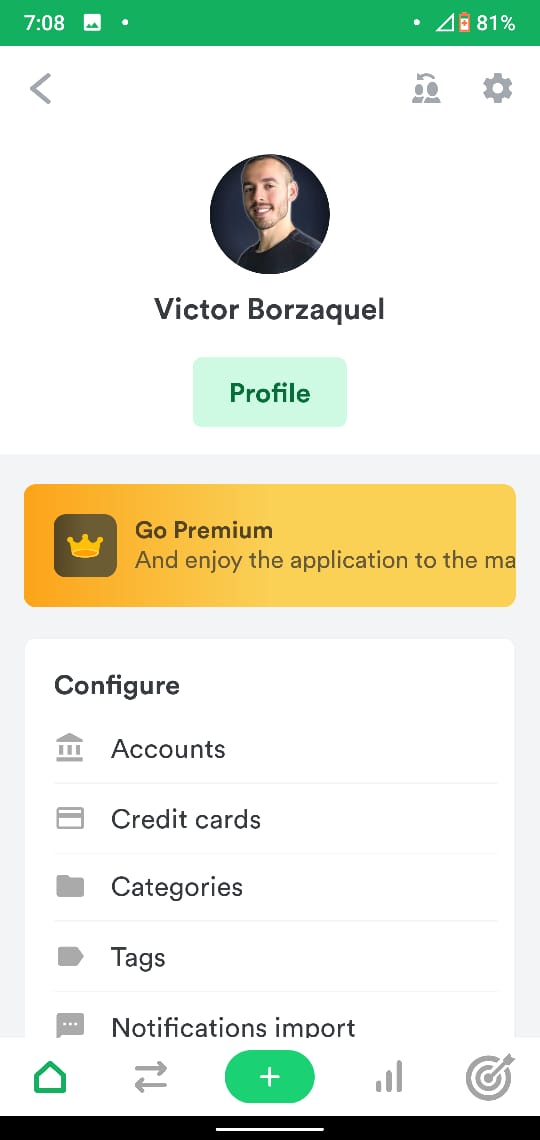 7:08
81%
Victor Borzaquel
Profile
Go Premium
And enjoy the application to the ma
Configure
Accounts
Credit cards
Categories
Tags
Notifications import